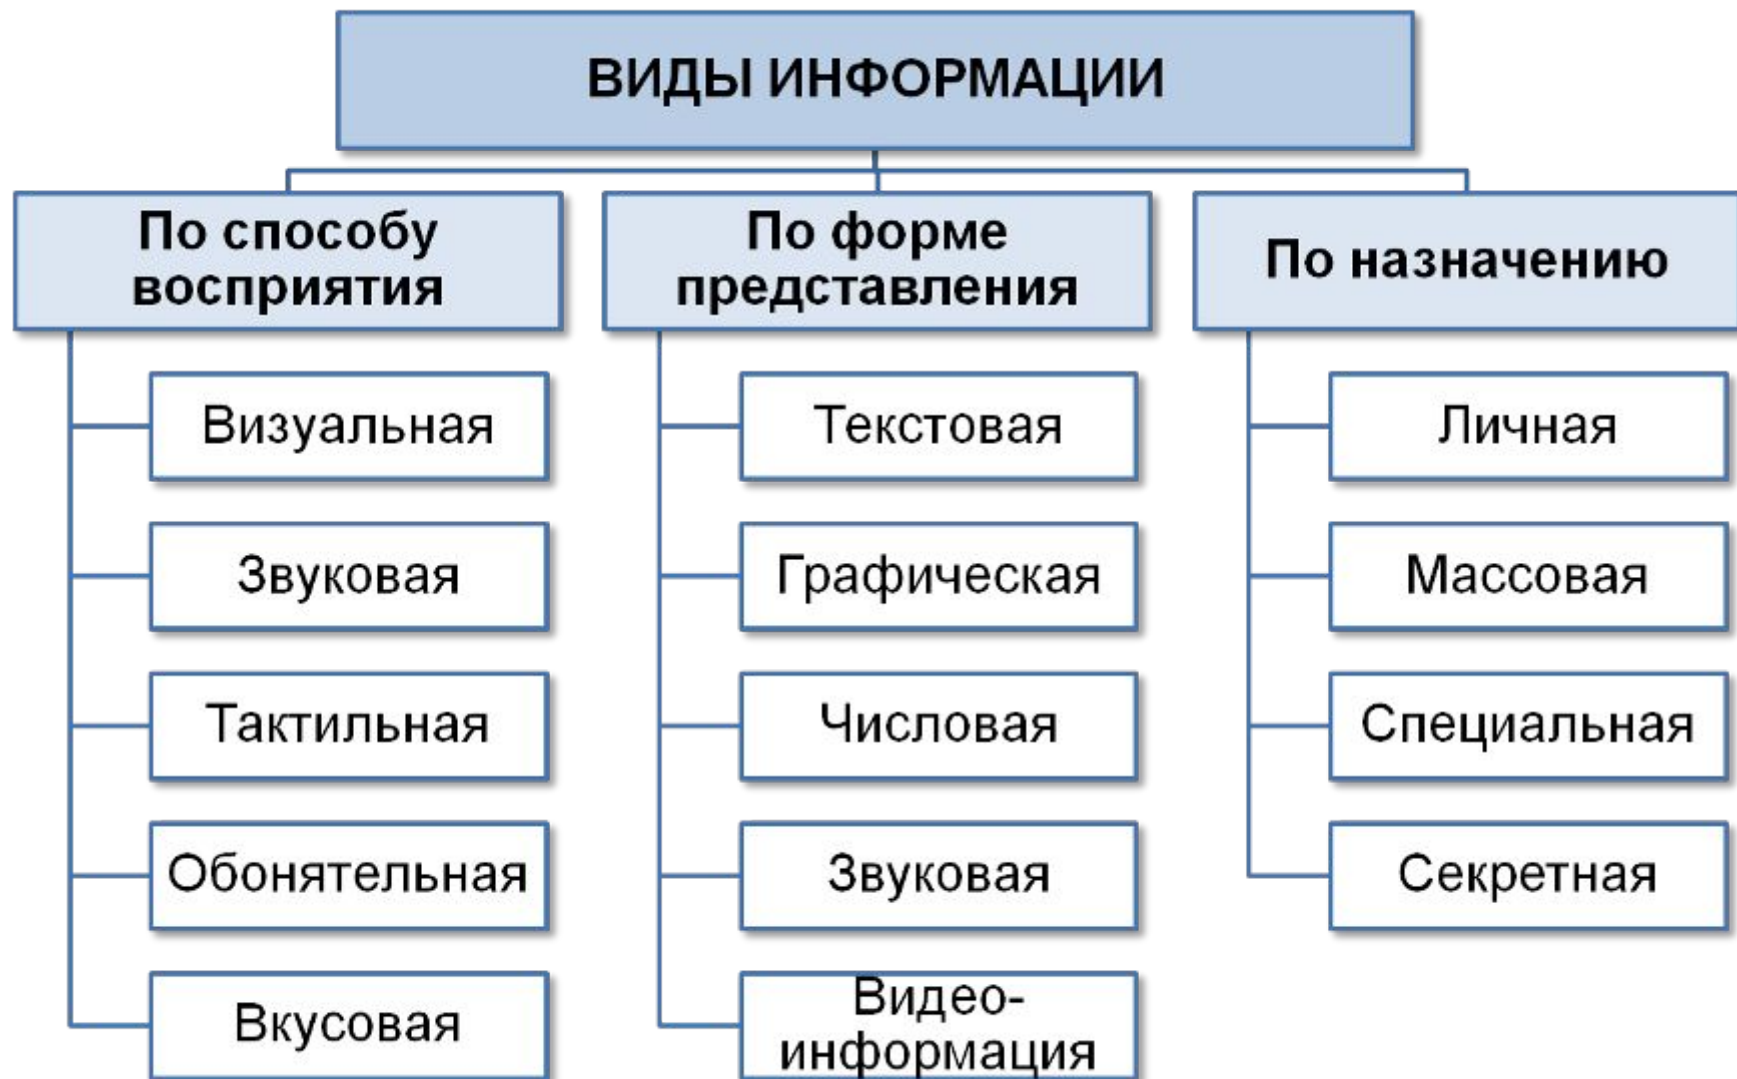 ВИДЫ ИНФОРМАЦИИ
По способу
восприятия
Визуальная
Звуковая
Тактильная
Обонятельная
Вкусовая
По форме
представления
Текстовая
Графическая
Числовая
Звуковая
Видео-
информация
По назначению
Личная
Массовая
Специальная
Секретная